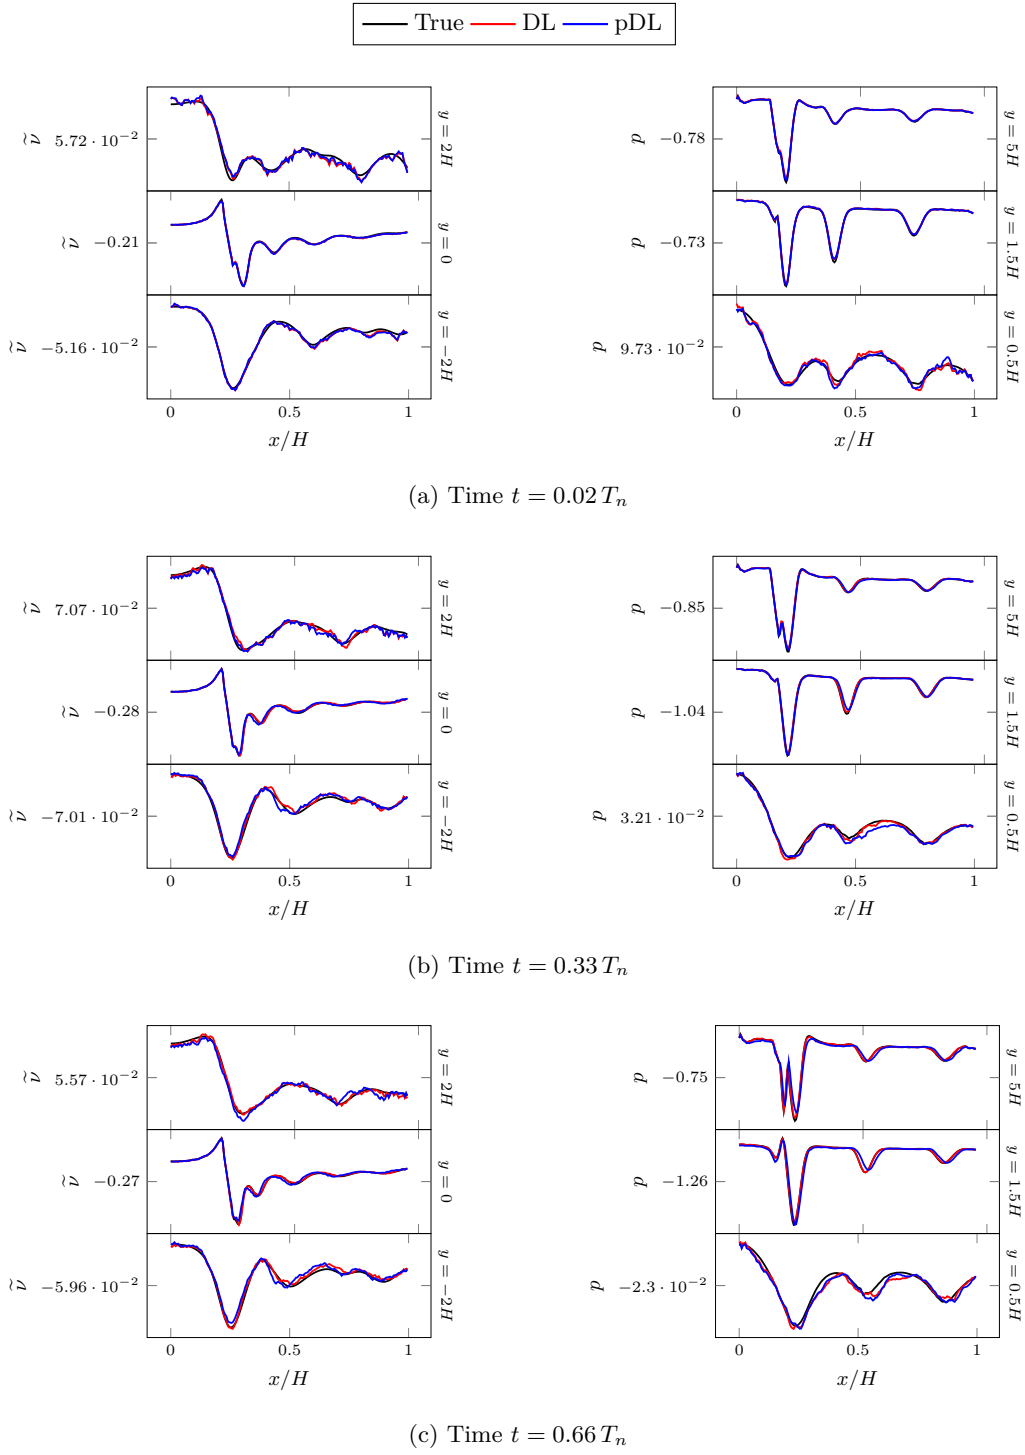 True DL pDL
ν̃ 5.72 · 10⁻² y = 2H
ν̃ −0.21 y = 0
ν̃ −5.16 · 10⁻² y = −2H
0 0.5 1
x/H
p −0.78 y = 5H
p −0.73 y = 1.5H
p 9.73 · 10⁻² y = 0.5H
0 0.5 1
x/H
(a) Time t = 0.02 Tₙ
ν̃ 7.07 · 10⁻² y = 2H
ν̃ −0.28 y = 0
ν̃ −7.01 · 10⁻² y = −2H
0 0.5 1
x/H
p −0.85 y = 5H
p −1.04 y = 1.5H
p 3.21 · 10⁻² y = 0.5H
0 0.5 1
x/H
(b) Time t = 0.33 Tₙ
ν̃ 5.57 · 10⁻² y = 2H
ν̃ −0.27 y = 0
ν̃ −5.96 · 10⁻² y = −2H
0 0.5 1
x/H
p −0.75 y = 5H
p −1.26 y = 1.5H
p −2.3 · 10⁻² y = 0.5H
0 0.5 1
x/H
(c) Time t = 0.66 Tₙ